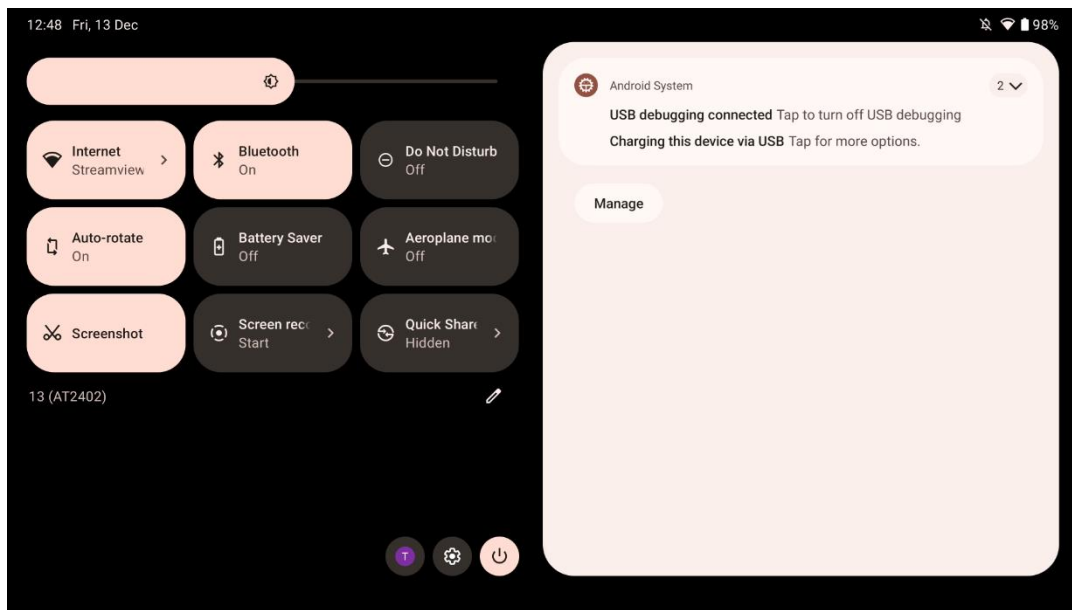 12:48 Fri, 13 Dec
98%
Internet
Streamview
Bluetooth
On
Do Not Disturb
Off
Auto-rotate
On
Battery Saver
Off
Aeroplane mo
Off
Screenshot
Screen rec
Start
Quick Share
Hidden
13 (AT2402)
T
Android System
2
USB debugging connected Tap to turn off USB debugging
Charging this device via USB Tap for more options.
Manage